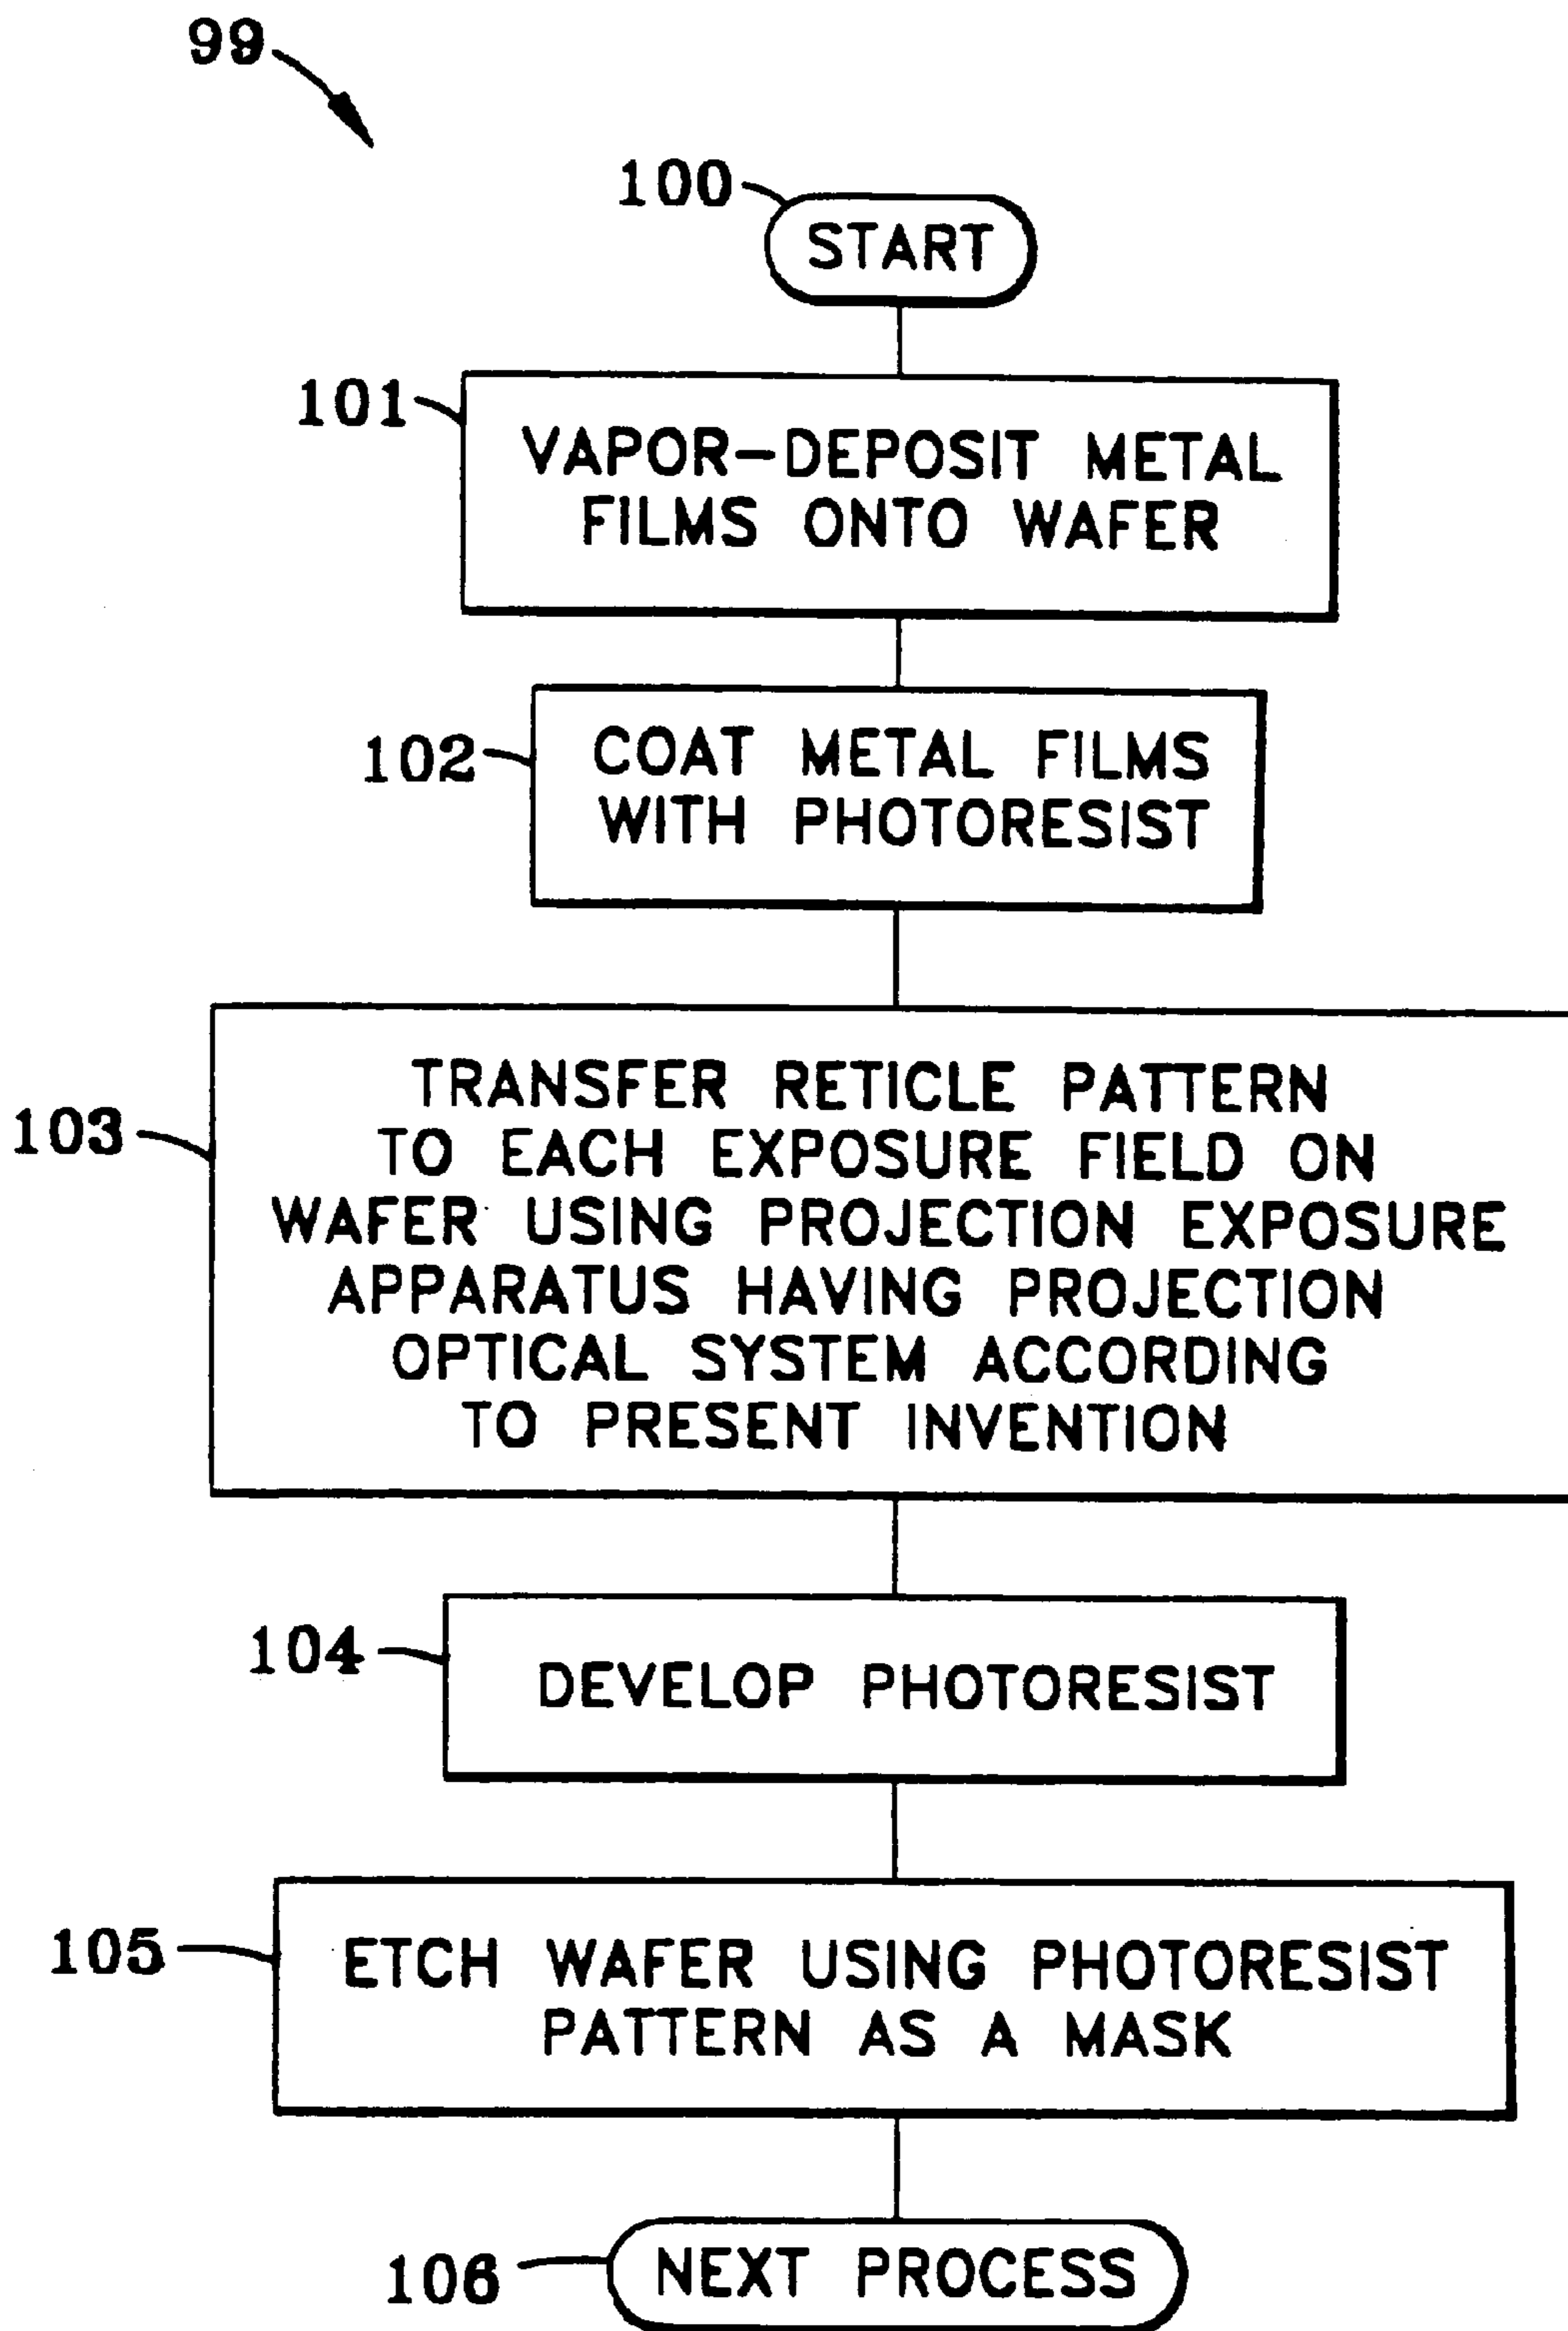 99
100
START
101
VAPOR-DEPOSIT METAL
FILMS ONTO WAFER
102
COAT METAL FILMS
WITH PHOTORESIST
103
TRANSFER RETICLE PATTERN
TO EACH EXPOSURE FIELD ON
WAFER USING PROJECTION EXPOSURE
APPARATUS HAVING PROJECTION
OPTICAL SYSTEM ACCORDING
TO PRESENT INVENTION
104
DEVELOP PHOTORESIST
105
ETCH WAFER USING PHOTORESIST
PATTERN AS A MASK
106
NEXT PROCESS